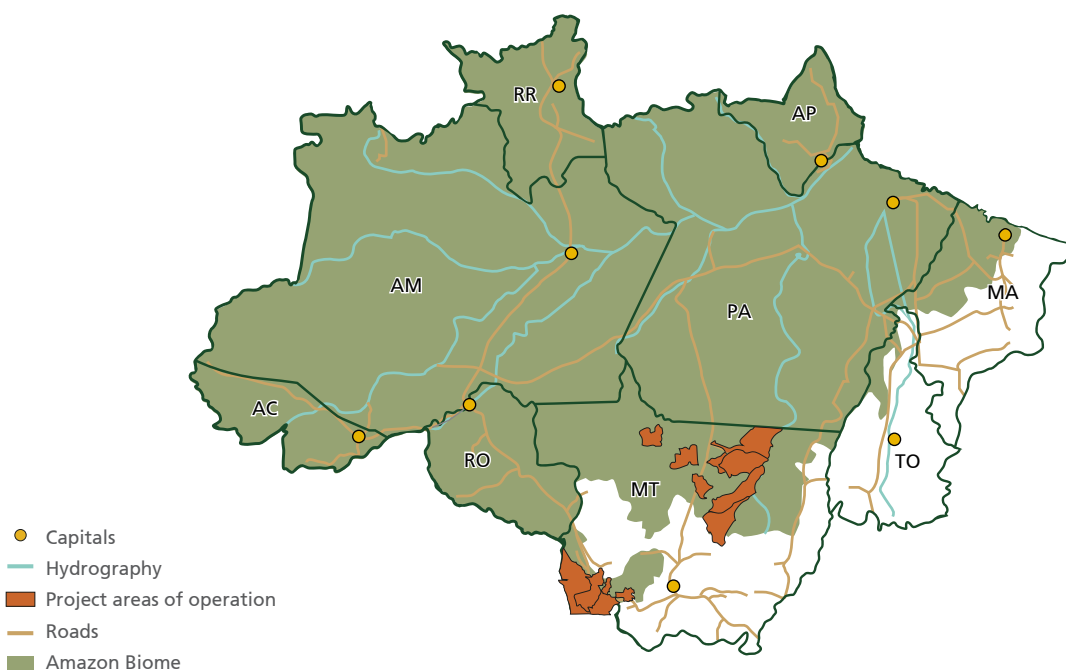 RR
AP
AM
PA
MA
AC
RO
MT
TO
Capitals
Hydrography
Project areas of operation
Roads
Amazon Biome